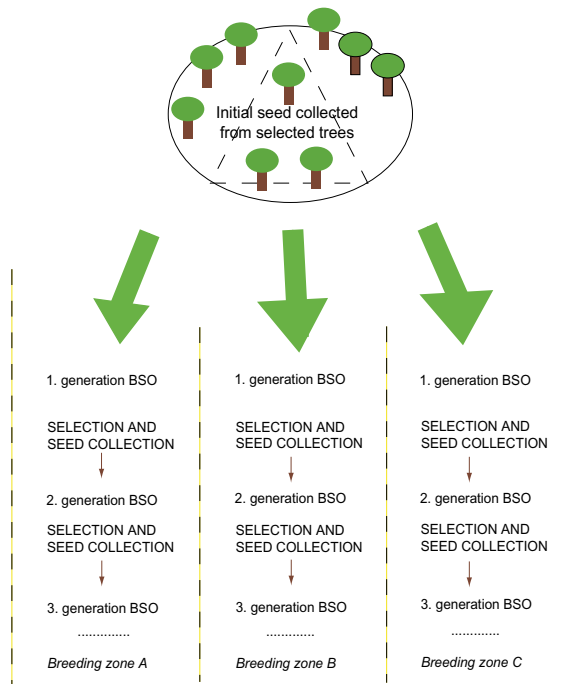 Initial seed collected
from selected trees
1. generation BSO
SELECTION AND
SEED COLLECTION
2. generation BSO
SELECTION AND
SEED COLLECTION
3. generation BSO
.............
Breeding zone A
1. generation BSO
SELECTION AND
SEED COLLECTION
2. generation BSO
SELECTION AND
SEED COLLECTION
3. generation BSO
............
Breeding zone B
1. generation BSO
SELECTION AND
SEED COLLECTION
2. generation BSO
SELECTION AND
SEED COLLECTION
3. generation BSO
............
Breeding zone C